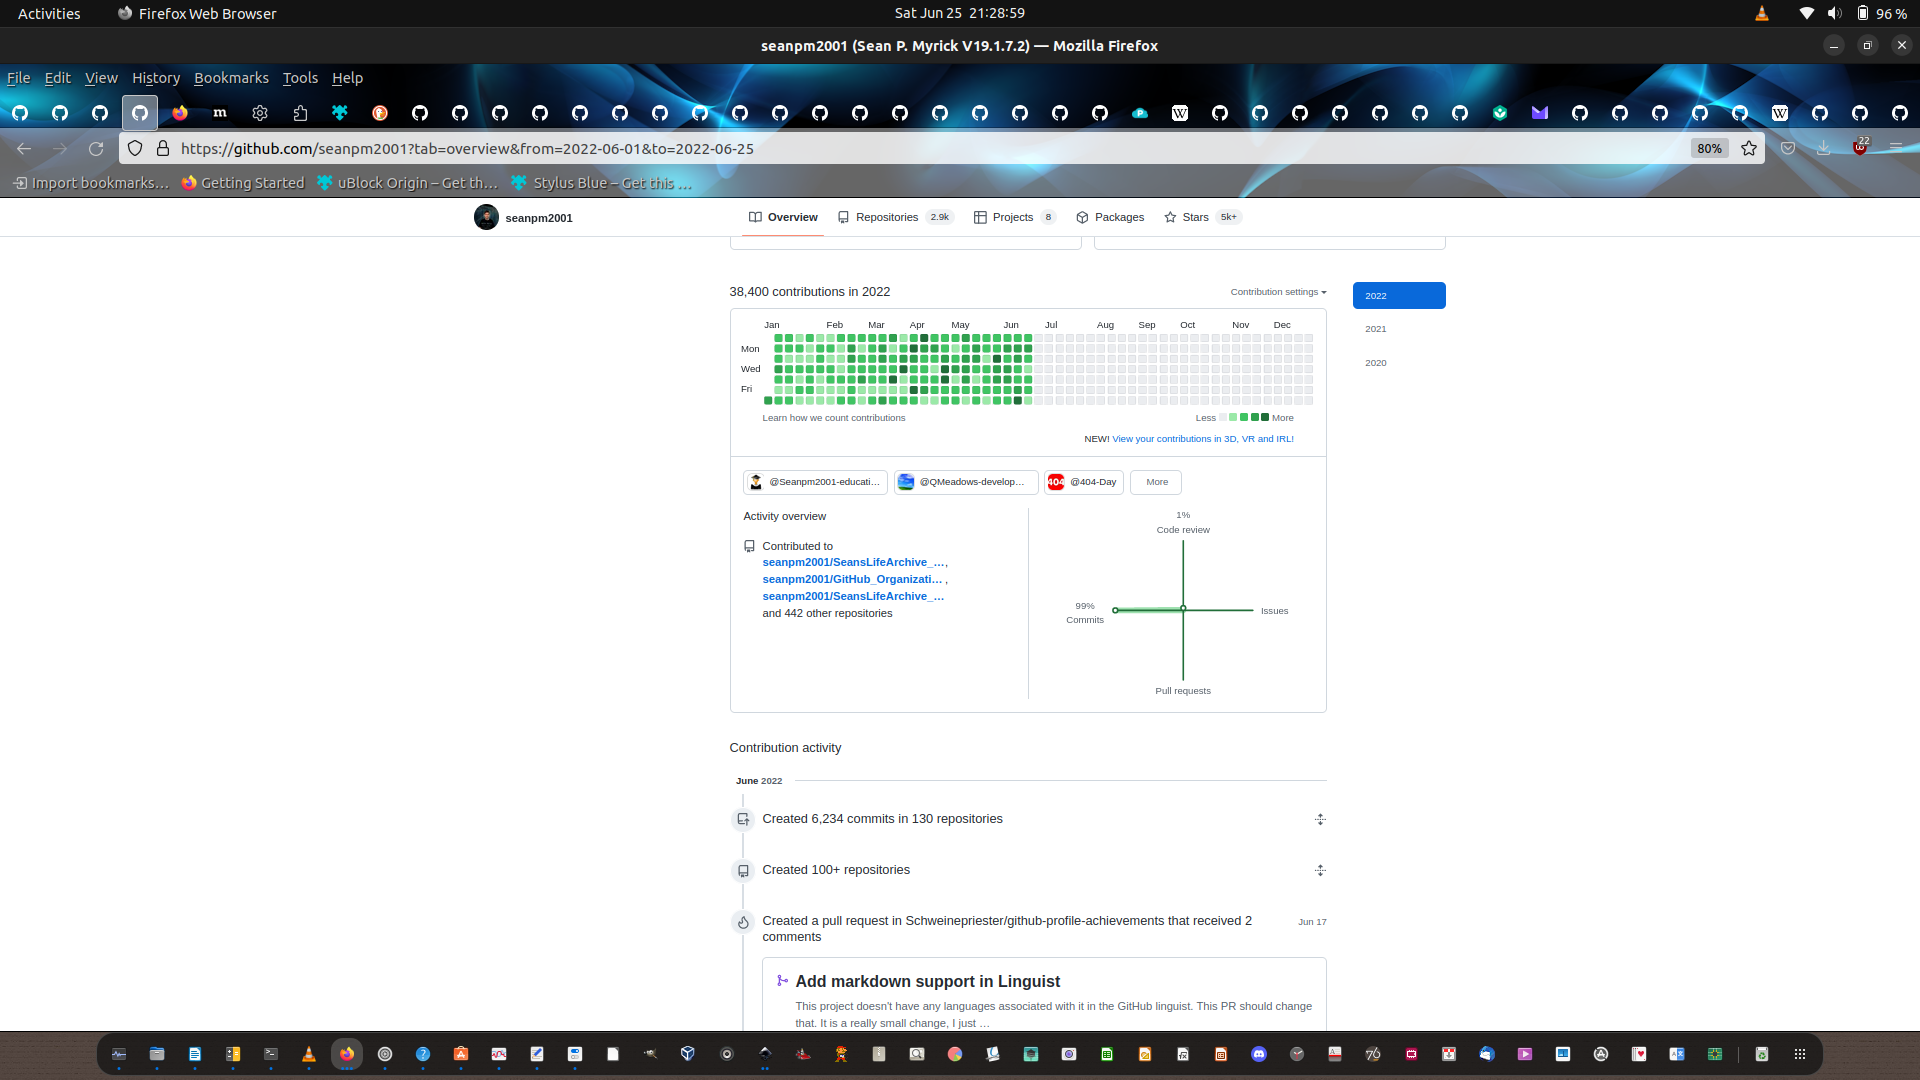 Activities
Firefox Web Browser
Sat Jun 25 21:28:59
96 %
seanpm2001 (Sean P. Myrick V19.1.7.2) — Mozilla Firefox
File Edit View History Bookmarks Tools Help
https://github.com/seanpm2001?tab=overview&from=2022-06-01&to=2022-06-25
80%
22
Import bookmarks…
Getting Started
uBlock Origin – Get th…
Stylus Blue – Get this …
seanpm2001
Overview
Repositories 2.9k
Projects 8
Packages
Stars 5k+
38,400 contributions in 2022
Contribution settings
2022
2021
2020
Jan Feb Mar Apr May Jun Jul Aug Sep Oct Nov Dec
Mon
Wed
Fri
Learn how we count contributions
Less
More
NEW! View your contributions in 3D, VR and IRL!
@Seanpm2001-educati…
@QMeadows-develop…
404 @404-Day
More
Activity overview
Contributed to
seanpm2001/SeansLifeArchive_… ,
seanpm2001/GitHub_Organizati… ,
seanpm2001/SeansLifeArchive_…
and 442 other repositories
1%
Code review
99%
Commits
Issues
Pull requests
Contribution activity
June 2022
Created 6,234 commits in 130 repositories
Created 100+ repositories
Created a pull request in Schweinepriester/github-profile-achievements that received 2
comments
Jun 17
Add markdown support in Linguist
This project doesn't have any languages associated with it in the GitHub linguist. This PR should change
that. It is a really small change, I just …